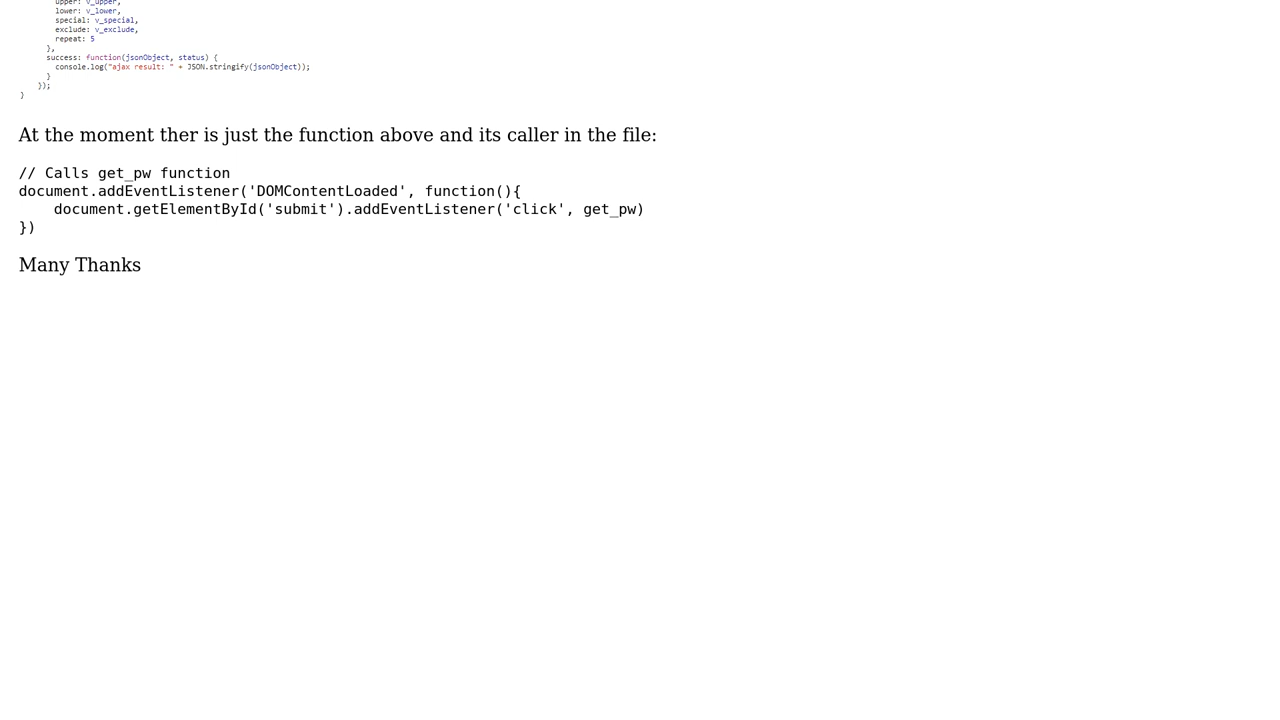 upper: v_upper,
lower: v_lower,
special: v_special,
exclude: v_exclude,
repeat: 5
},
success: function(jsonObject, status) {
console.log("ajax result: " + JSON.stringify(jsonObject));
}
});
}
At the moment ther is just the function above and its caller in the file:
// Calls get_pw function
document.addEventListener('DOMContentLoaded', function(){
    document.getElementById('submit').addEventListener('click', get_pw)
})
Many Thanks